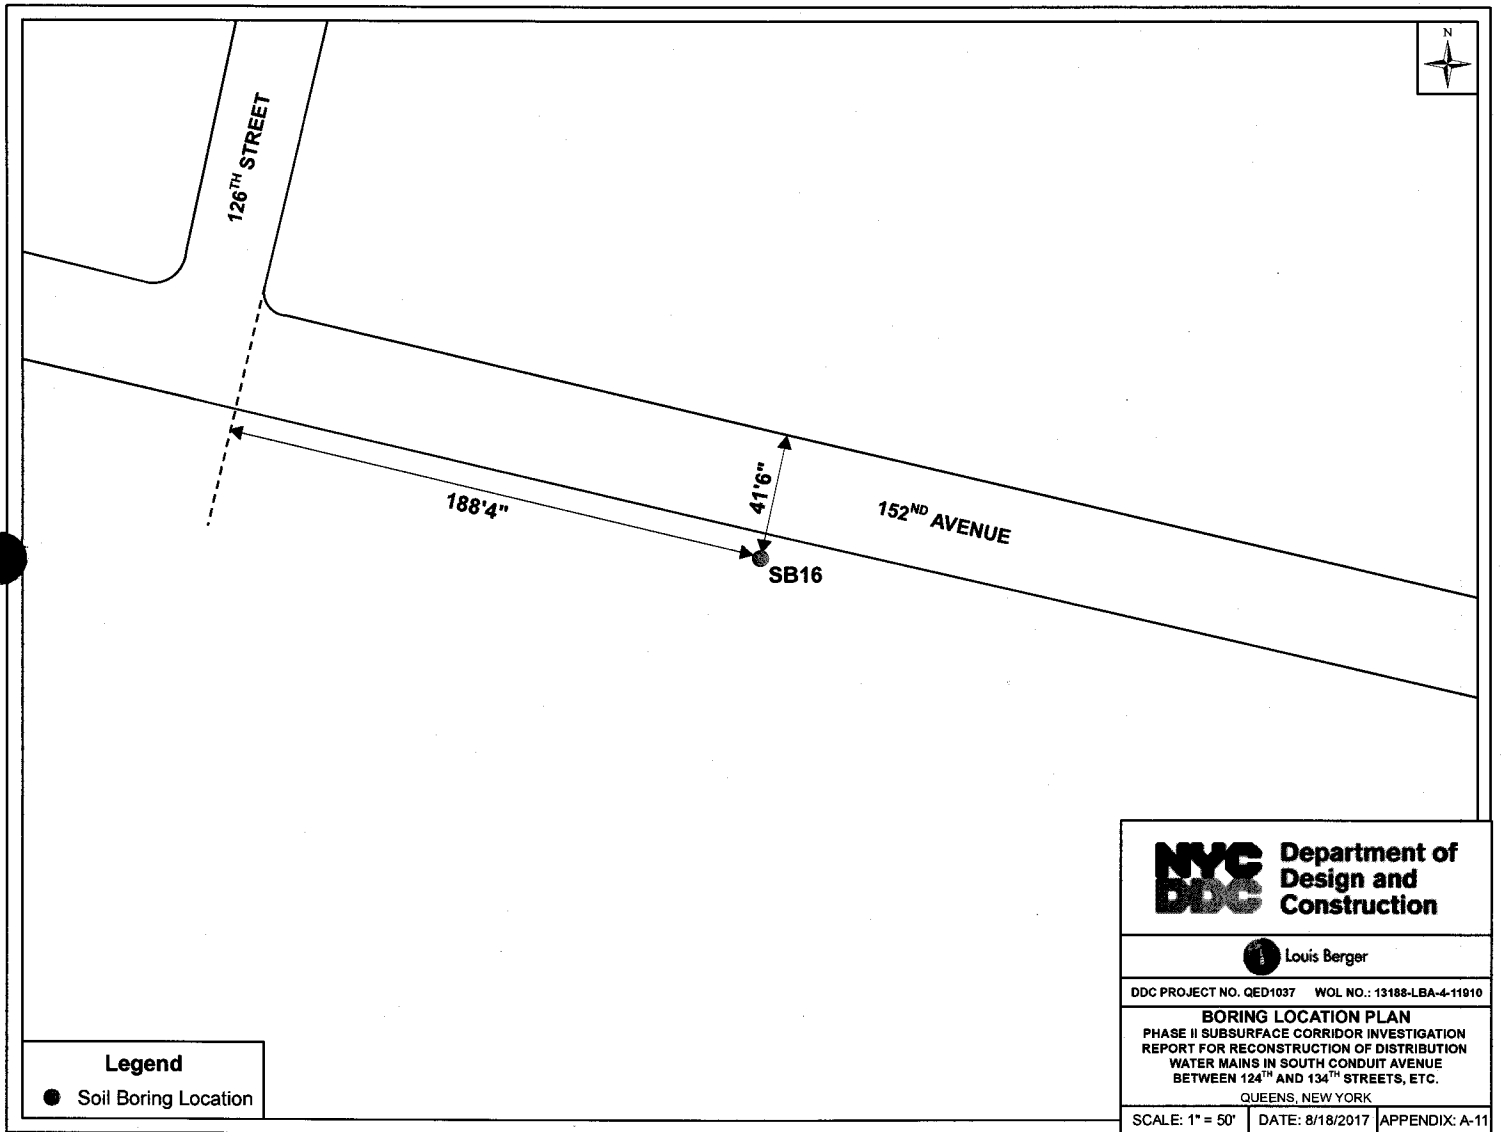 N
126TH STREET
188'4"
41'6"
152ND AVENUE
SB16
NYC
DDC
Department of
Design and
Construction
Louis Berger
DDC PROJECT NO. QED1037 WOL NO.: 13188-LBA-4-11910
BORING LOCATION PLAN
PHASE II SUBSURFACE CORRIDOR INVESTIGATION
REPORT FOR RECONSTRUCTION OF DISTRIBUTION
WATER MAINS IN SOUTH CONDUIT AVENUE
BETWEEN 124TH AND 134TH STREETS, ETC.
QUEENS, NEW YORK
SCALE: 1" = 50' DATE: 8/18/2017 APPENDIX: A-11
Legend
Soil Boring Location